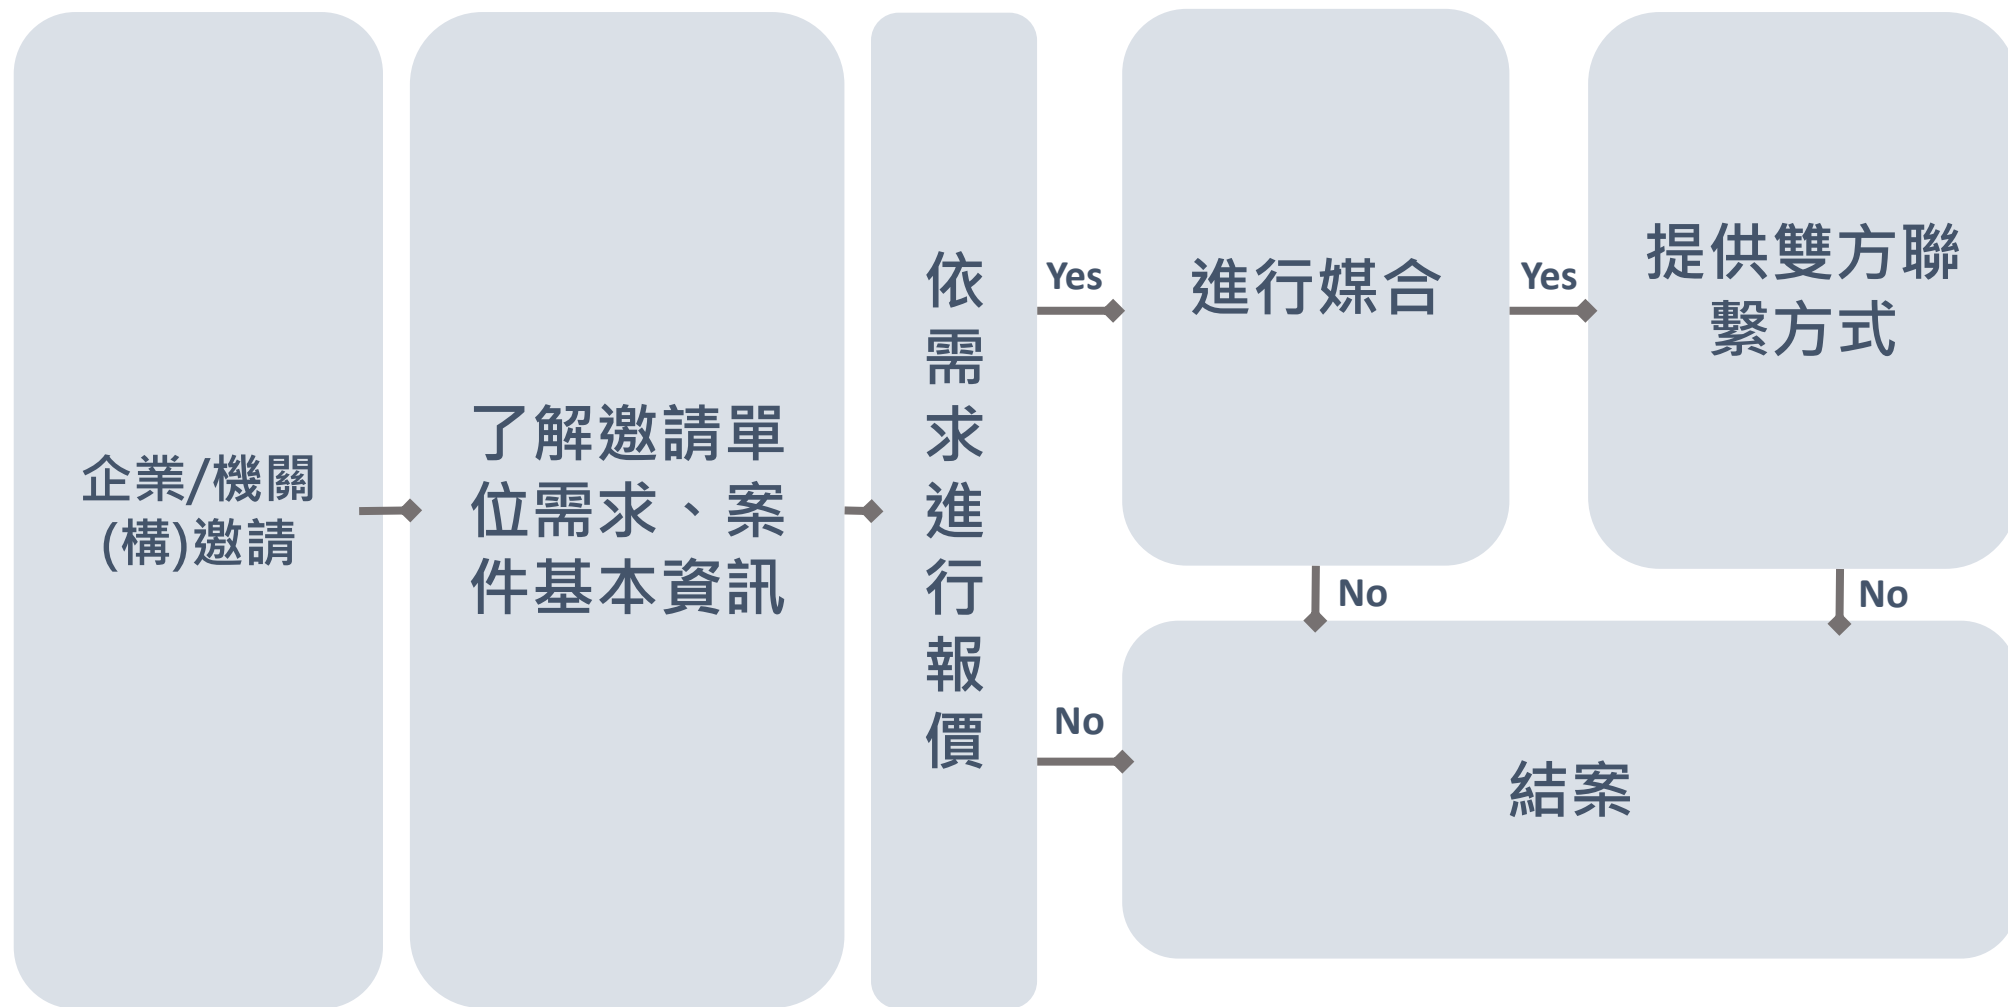 企業/機關
(構)邀請
了解邀請單
位需求、案
件基本資訊
依需求進行報價
Yes
進行媒合
Yes
提供雙方聯
繫方式
No
No
No
結案